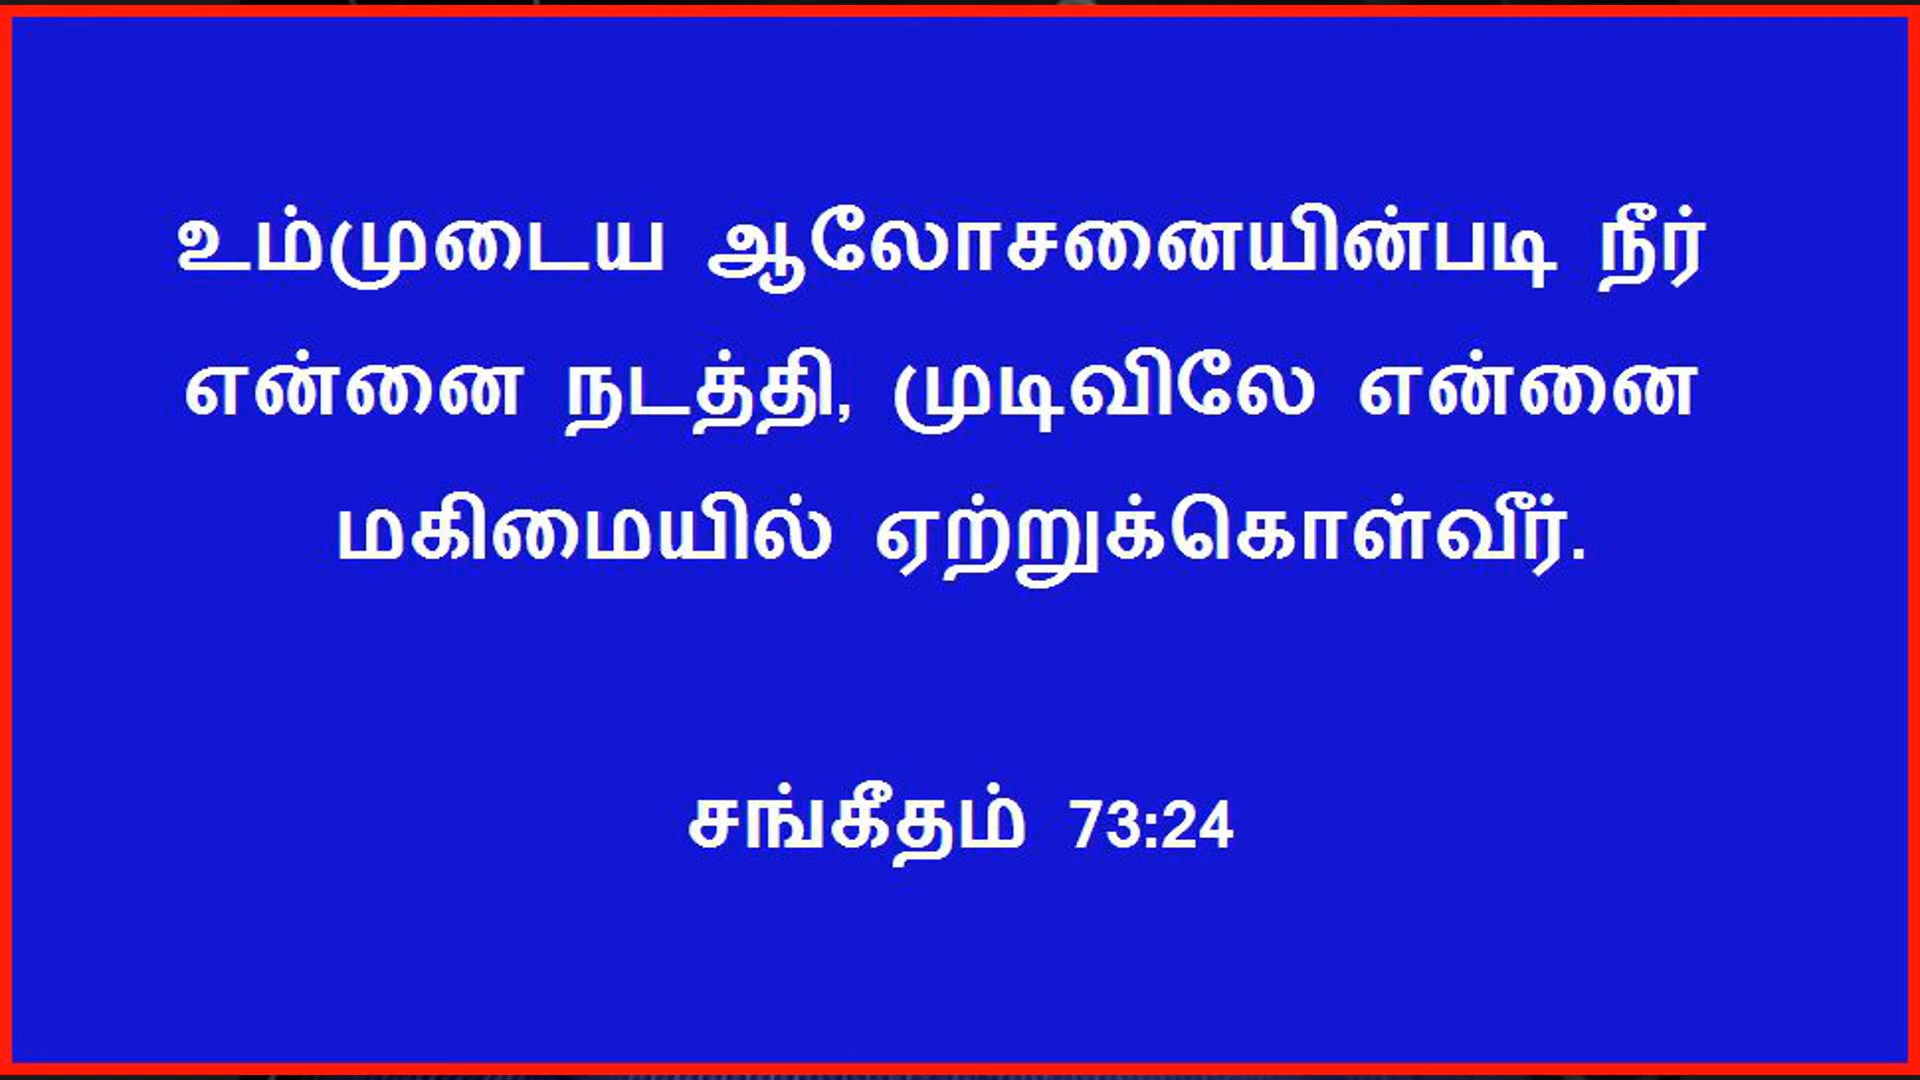 உம்முடைய ஆலோசனையின்படி நீர்
என்னை நடத்தி, முடிவிலே என்னை
மகிமையில் ஏற்றுக்கொள்வீர்.
சங்கீதம் 73:24